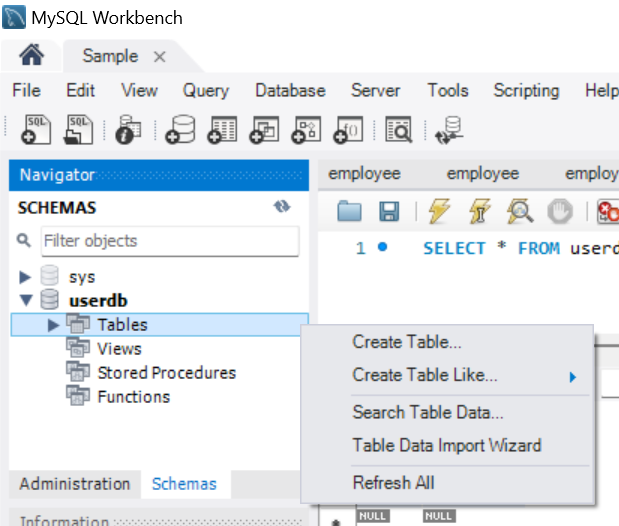 MySQL Workbench
Sample
File Edit View Query Database Server Tools Scripting Help
SQL SQL
Navigator
employee employee employ
SCHEMAS
Filter objects
1 SELECT * FROM userd
sys
userdb
Tables
Views
Stored Procedures
Functions
Create Table...
Create Table Like...
Search Table Data...
Table Data Import Wizard
Refresh All
Administration Schemas
Information
NULL NULL